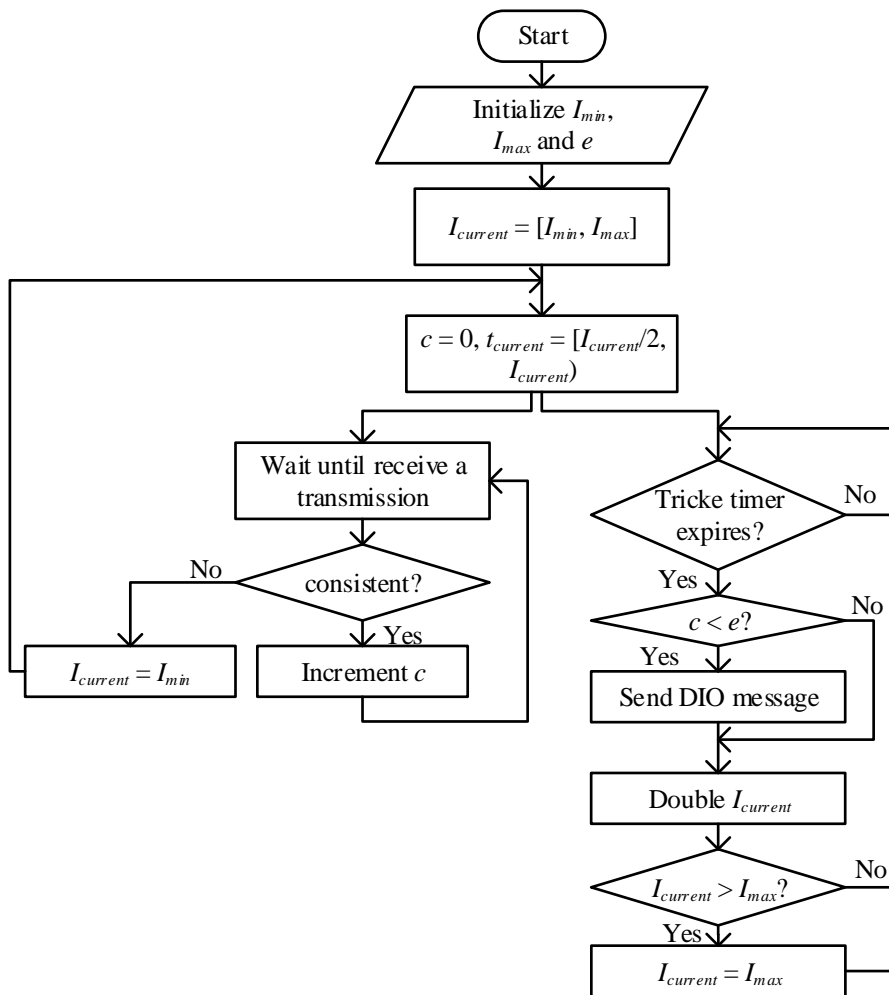 Start
Initialize I_min,
I_max and e
I_current = [I_min, I_max]
c = 0, t_current = [I_current/2,
I_current)
Wait until receive a
transmission
consistent?
No
Yes
I_current = I_min
Increment c
Tricke timer
expires?
No
Yes
c < e?
No
Yes
Send DIO message
Double I_current
I_current > I_max?
No
Yes
I_current = I_max